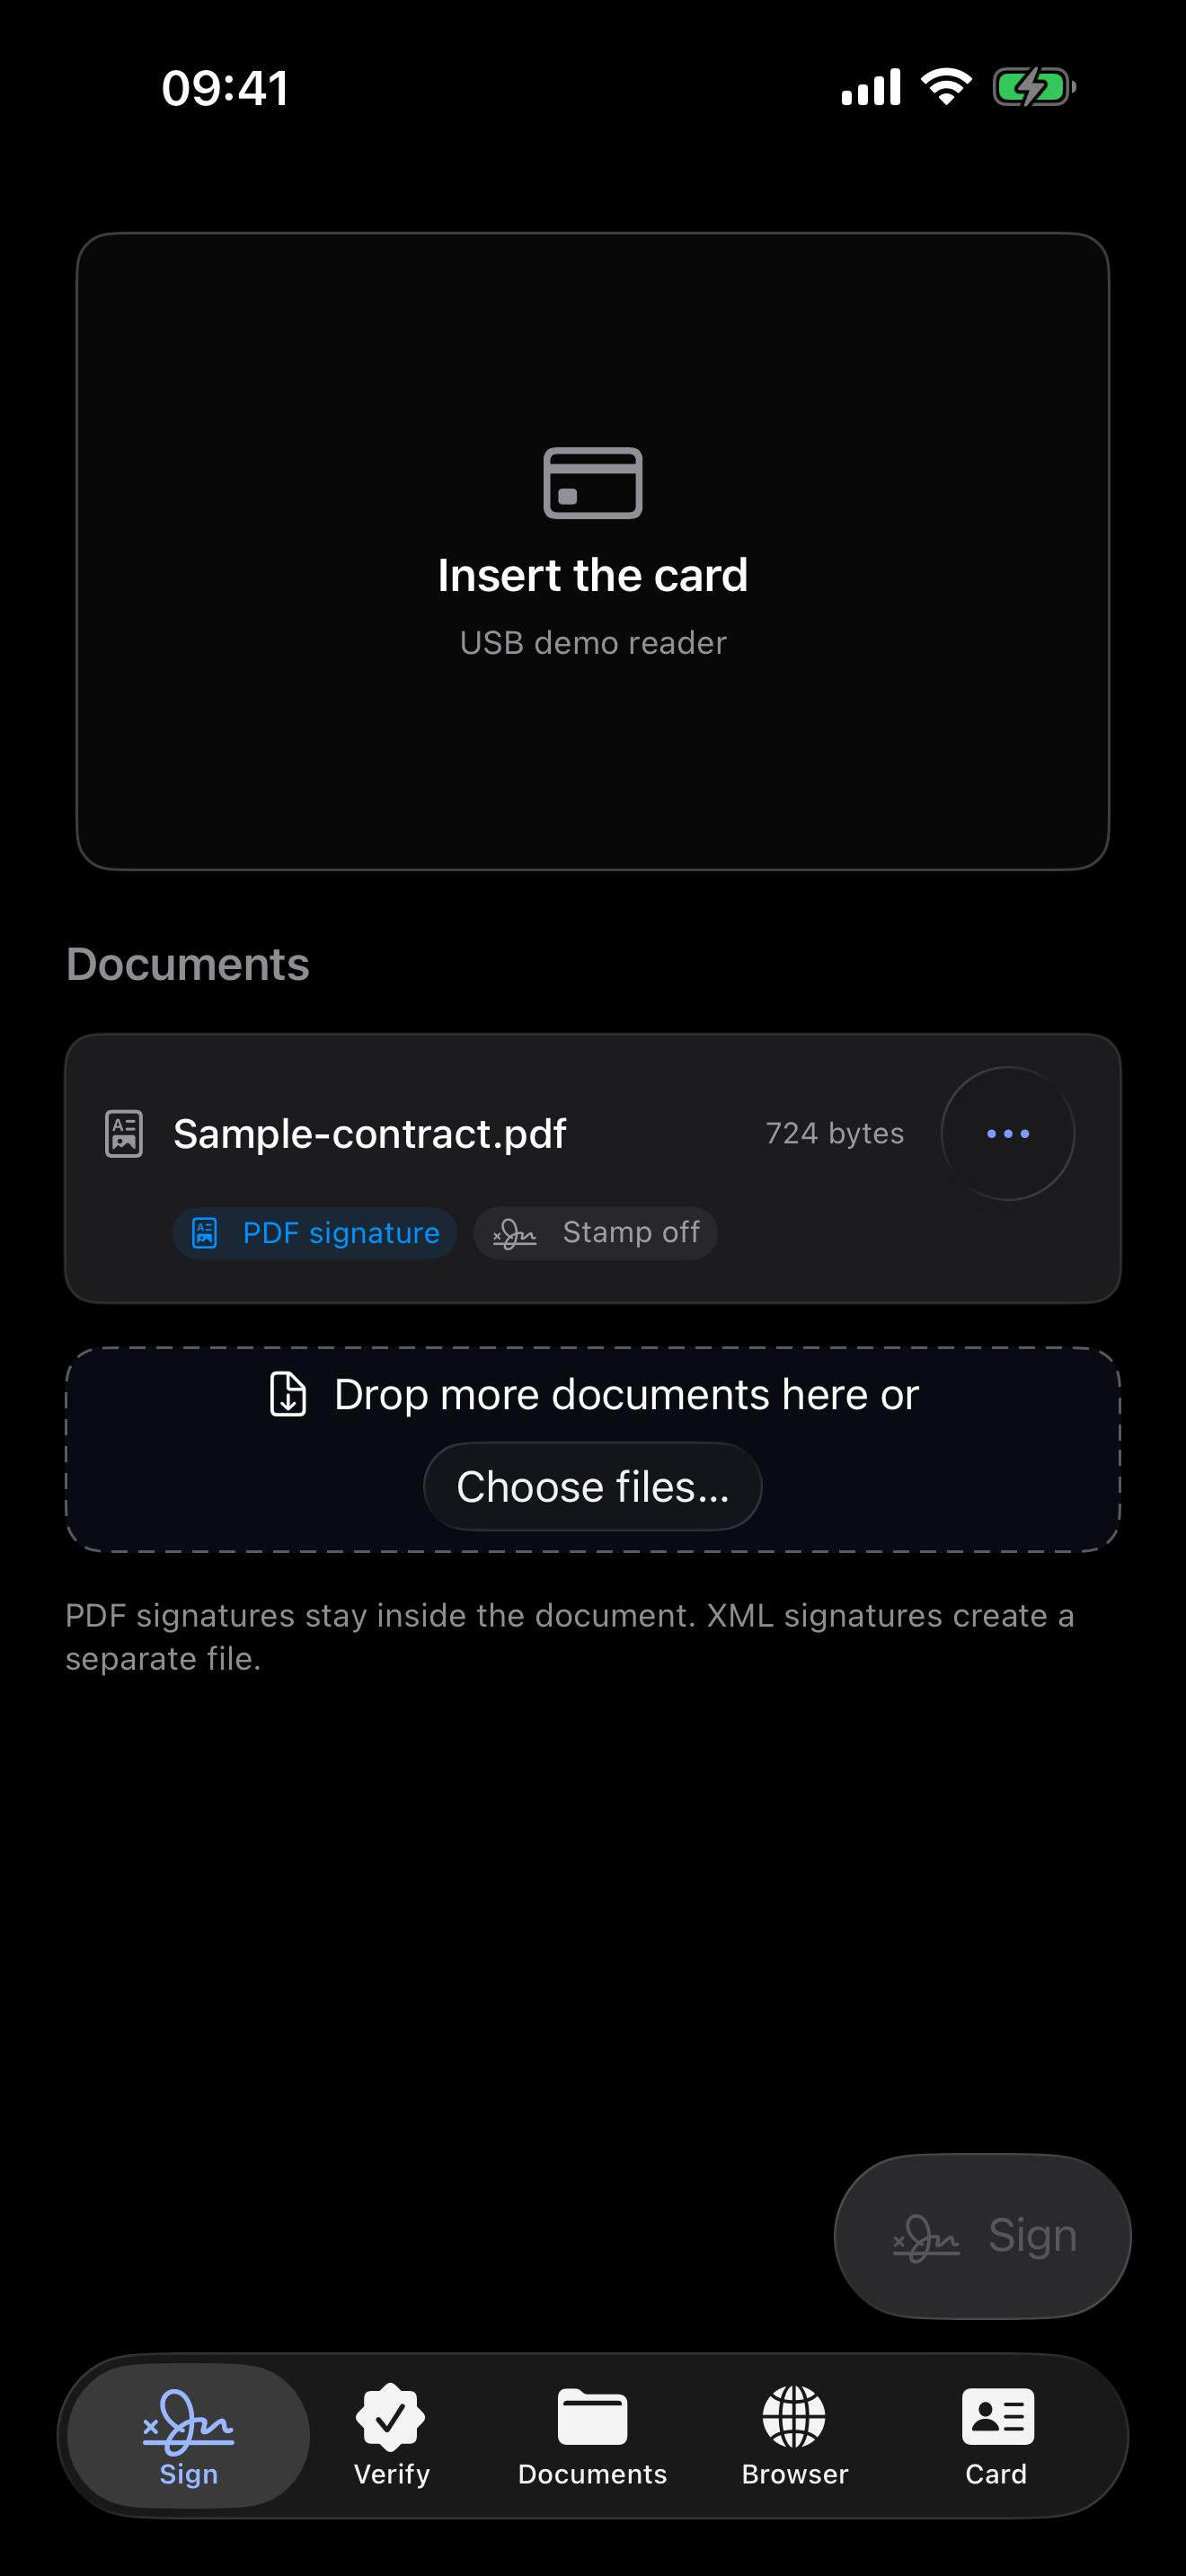 09:41
Insert the card
USB demo reader
Documents
Sample-contract.pdf
724 bytes
PDF signature
Stamp off
Drop more documents here or
Choose files...
PDF signatures stay inside the document. XML signatures create a
separate file.
Sign
Sign
Verify
Documents
Browser
Card